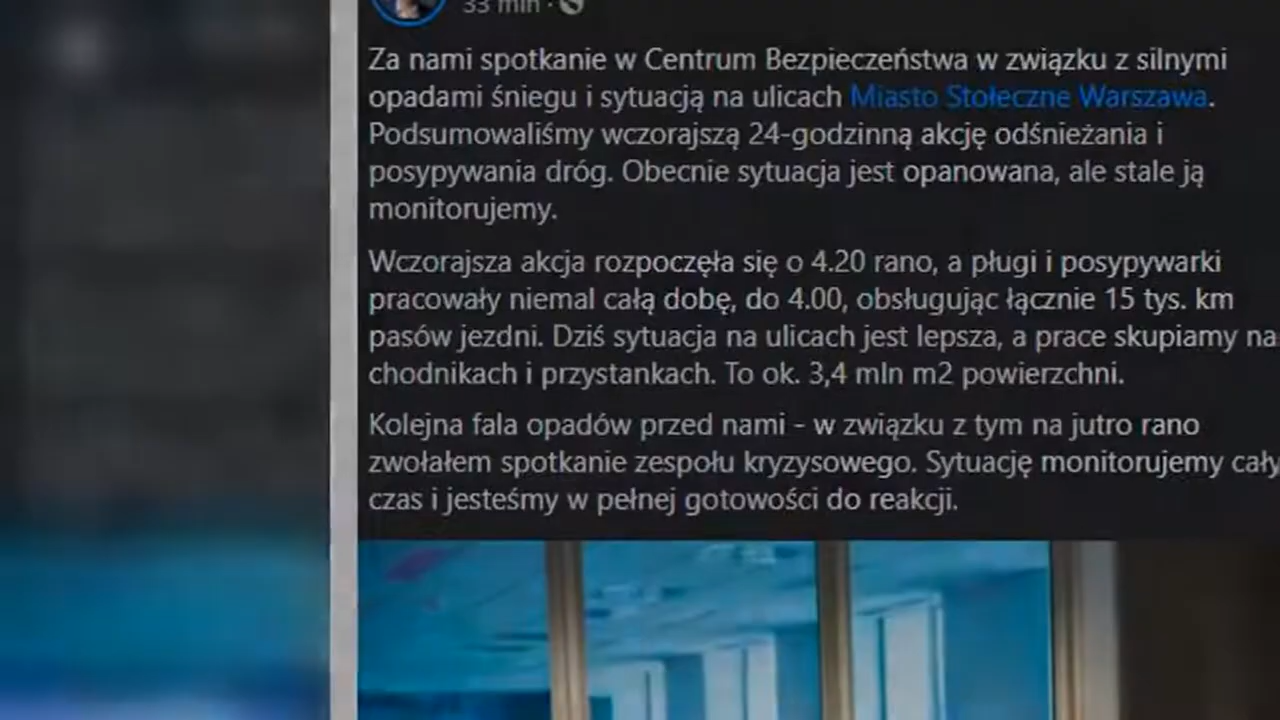 33 min ·
Za nami spotkanie w Centrum Bezpieczeństwa w związku z silnymi
opadami śniegu i sytuacją na ulicach Miasto Stołeczne Warszawa.
Podsumowaliśmy wczorajszą 24-godzinną akcję odśnieżania i
posypywania dróg. Obecnie sytuacja jest opanowana, ale stale ją
monitorujemy.
Wczorajsza akcja rozpoczęła się o 4.20 rano, a pługi i posypywarki
pracowały niemal całą dobę, do 4.00, obsługując łącznie 15 tys. km
pasów jezdni. Dziś sytuacja na ulicach jest lepsza, a prace skupiamy na
chodnikach i przystankach. To ok. 3,4 mln m2 powierzchni.
Kolejna fala opadów przed nami - w związku z tym na jutro rano
zwołałem spotkanie zespołu kryzysowego. Sytuację monitorujemy cały
czas i jesteśmy w pełnej gotowości do reakcji.